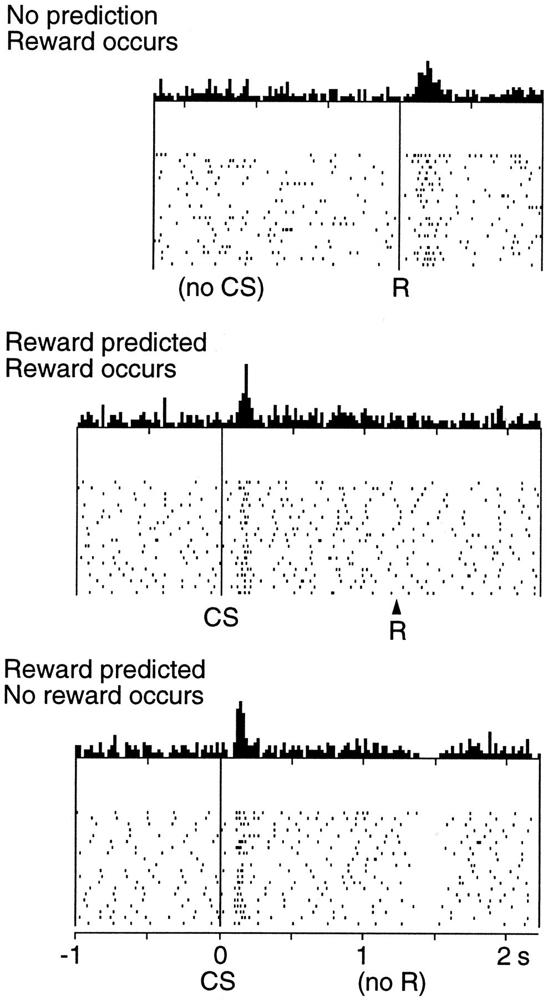 No prediction
Reward occurs
(no CS)
R
Reward predicted
Reward occurs
CS
R
Reward predicted
No reward occurs
-1
0
1
2 s
CS
(no R)